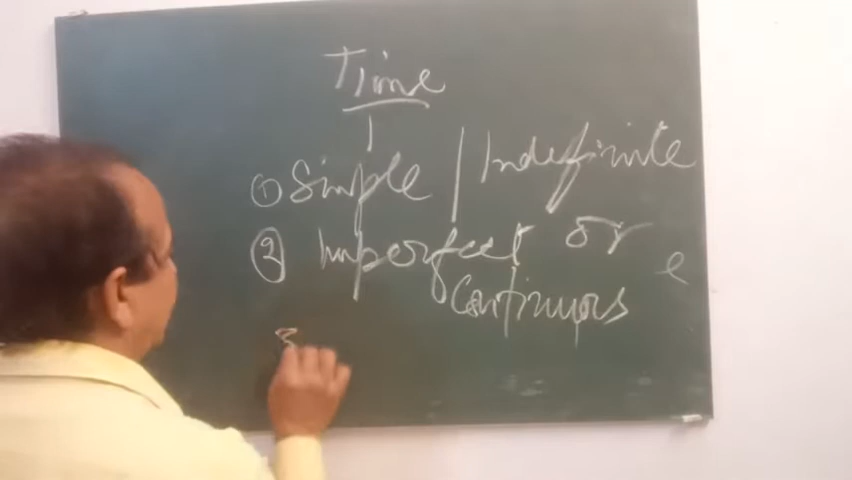 Time
① Simple / Indefinite
② Imperfect or
Continuous